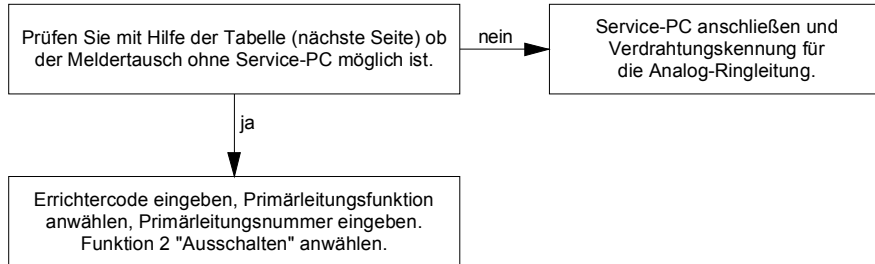 Prüfen Sie mit Hilfe der Tabelle (nächste Seite) ob
der Meldertausch ohne Service-PC möglich ist.
nein
Service-PC anschließen und
Verdrahtungskennung für
die Analog-Ringleitung.
ja
Errichtercode eingeben, Primärleitungsfunktion
anwählen, Primärleitungsnummer eingeben.
Funktion 2 "Ausschalten" anwählen.